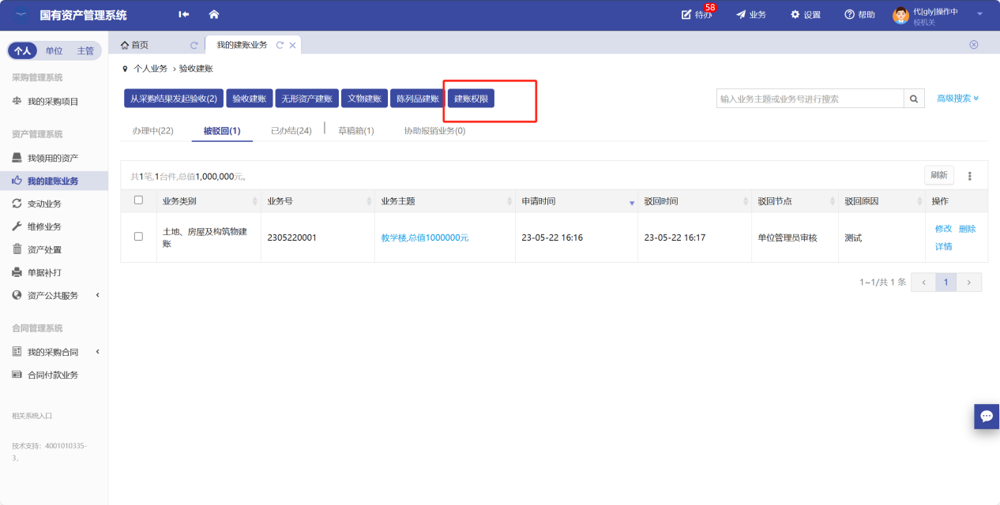 国有资产管理系统
待办 58
业务
设置
帮助
代[gly]操作中
校机关
个人 单位 主管
首页
我的建账业务
采购管理系统
我的采购项目
资产管理系统
我领用的资产
我的建账业务
变动业务
维修业务
资产处置
单据补打
资产公共服务
合同管理系统
我的采购合同
合同付款业务
相关系统入口
技术支持：4001010335-
3,
个人业务 › 验收建账
从采购结果发起验收(2) 验收建账 无形资产建账 文物建账 陈列品建账 建账权限
输入业务主题或业务号进行搜索
高级搜索
办理中(22) 被驳回(1) 已办结(24) 草稿箱(1) 协助报销业务(0)
共1笔,1台件,总值1,000,000元。
刷新
业务类别 业务号 业务主题 申请时间 驳回时间 驳回节点 驳回原因 操作
土地、房屋及构筑物建
账
2305220001
教学楼,总值1000000元
23-05-22 16:16
23-05-22 16:17
单位管理员审核
测试
修改 删除
详情
1~1/共 1 条 ‹ 1 ›